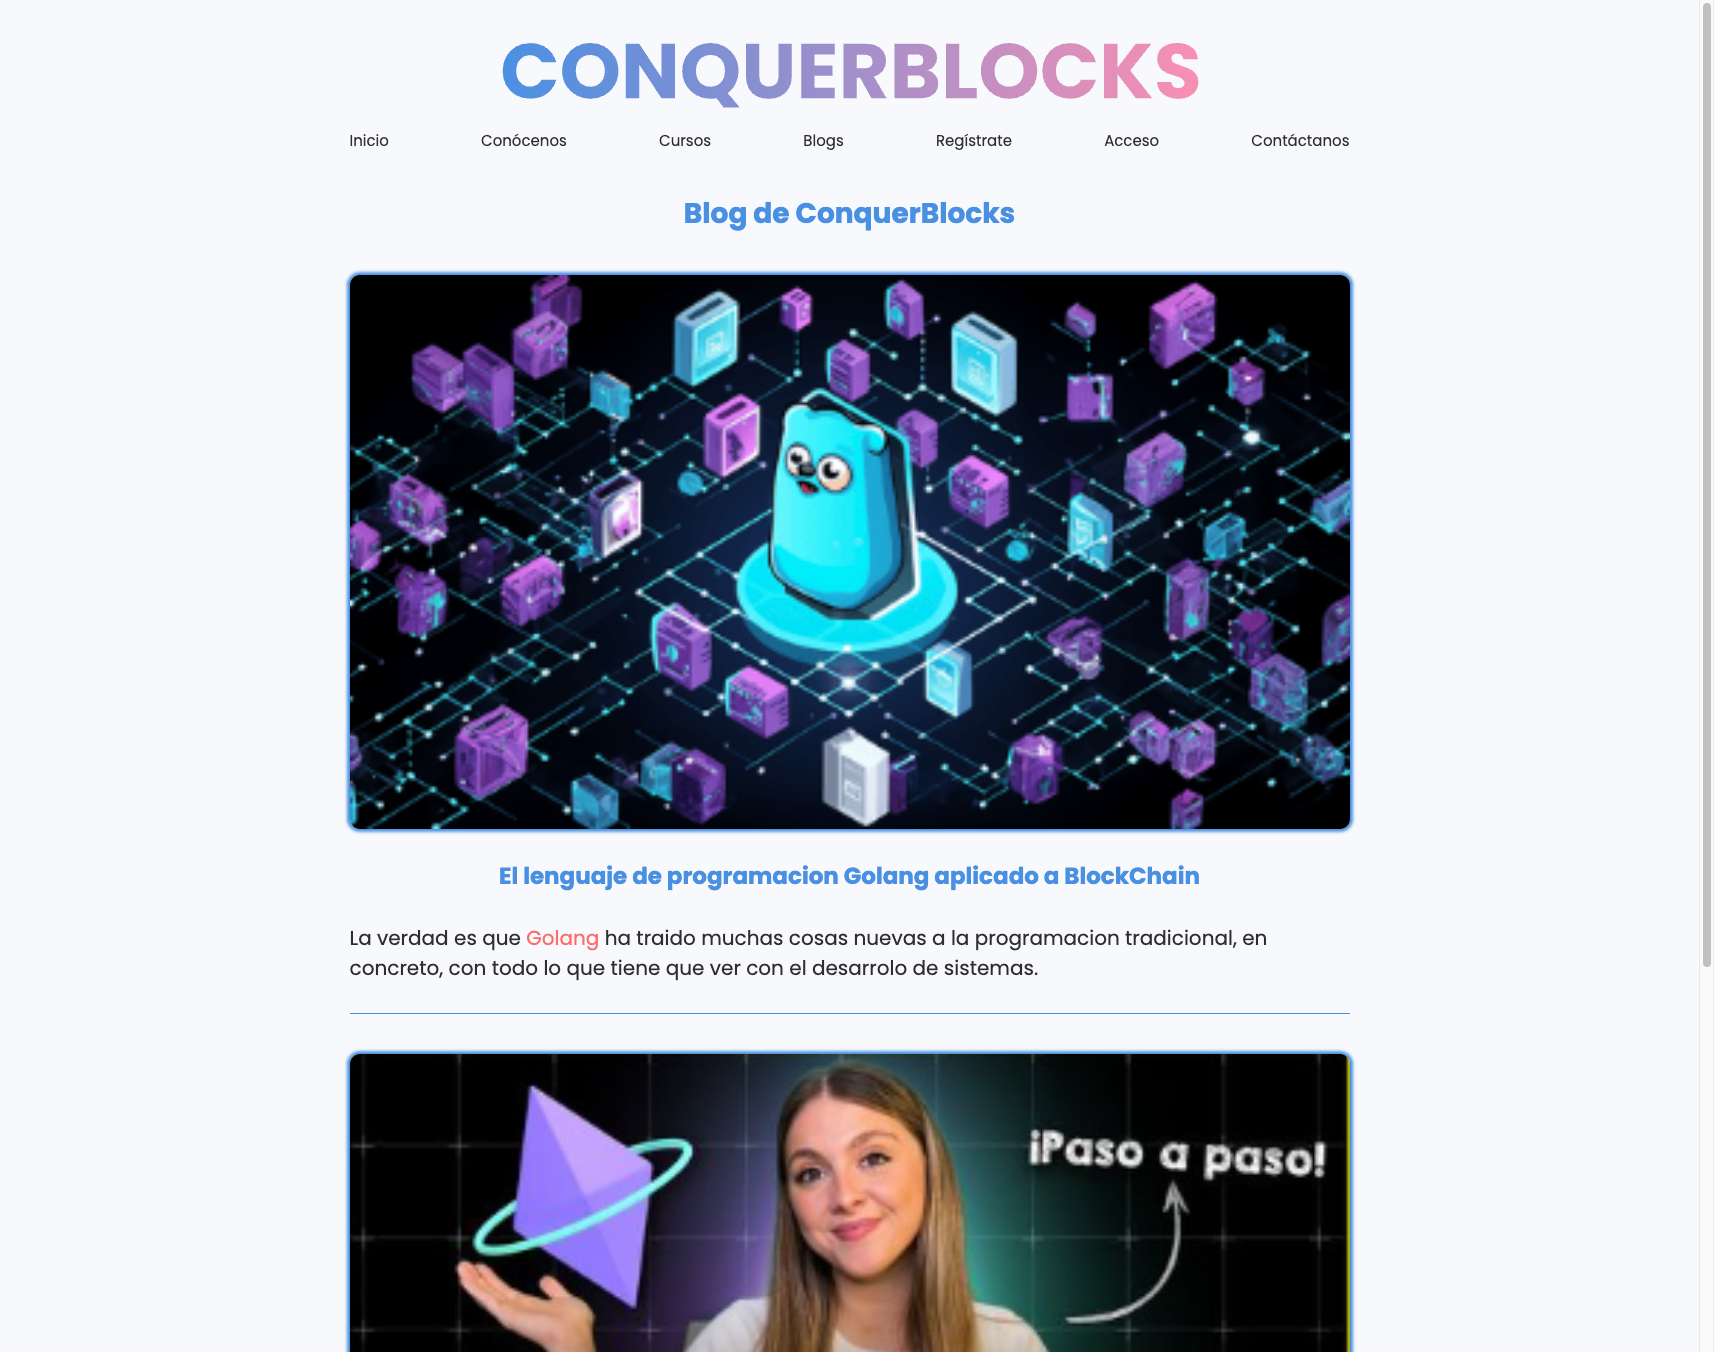 CONQUERBLOCKS
Inicio Conócenos Cursos Blogs Regístrate Acceso Contáctanos
Blog de ConquerBlocks
El lenguaje de programacion Golang aplicado a BlockChain
La verdad es que Golang ha traido muchas cosas nuevas a la programacion tradicional, en
concreto, con todo lo que tiene que ver con el desarrolo de sistemas.
¡Paso a paso!